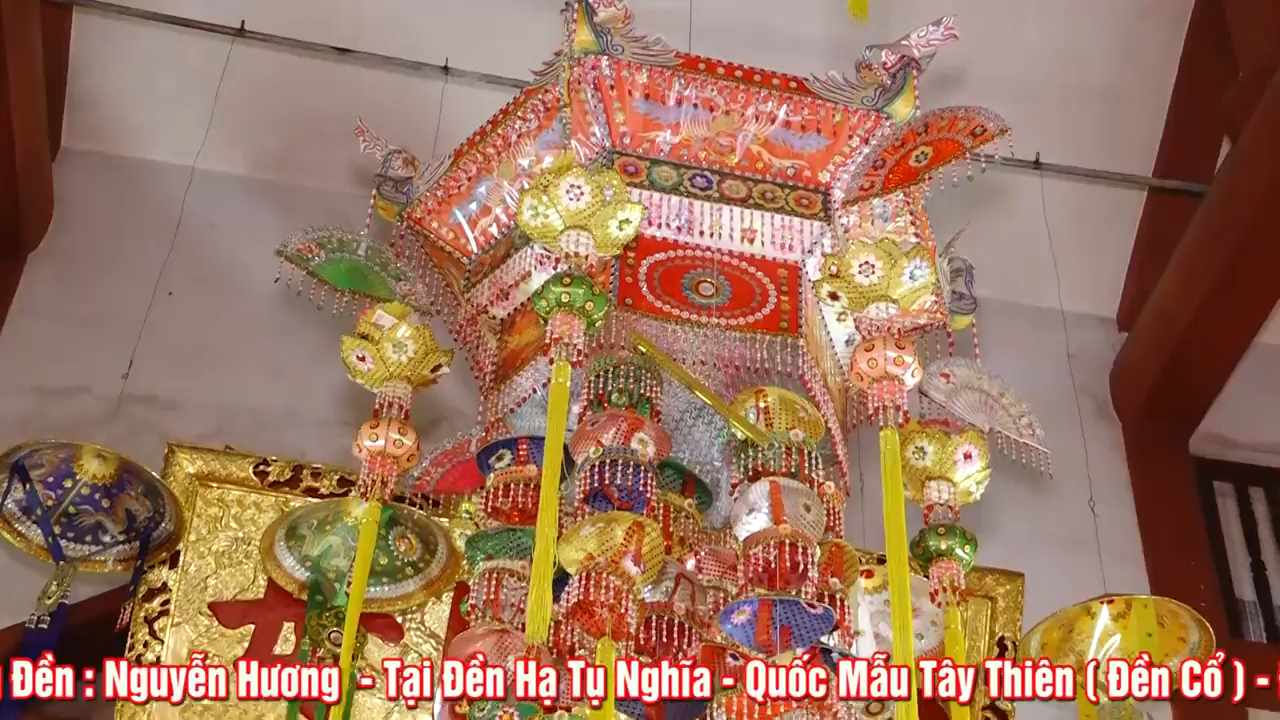 Đền : Nguyễn Hương - Tại Đền Hạ Tụ Nghĩa - Quốc Mẫu Tây Thiên ( Đền Cổ ) -